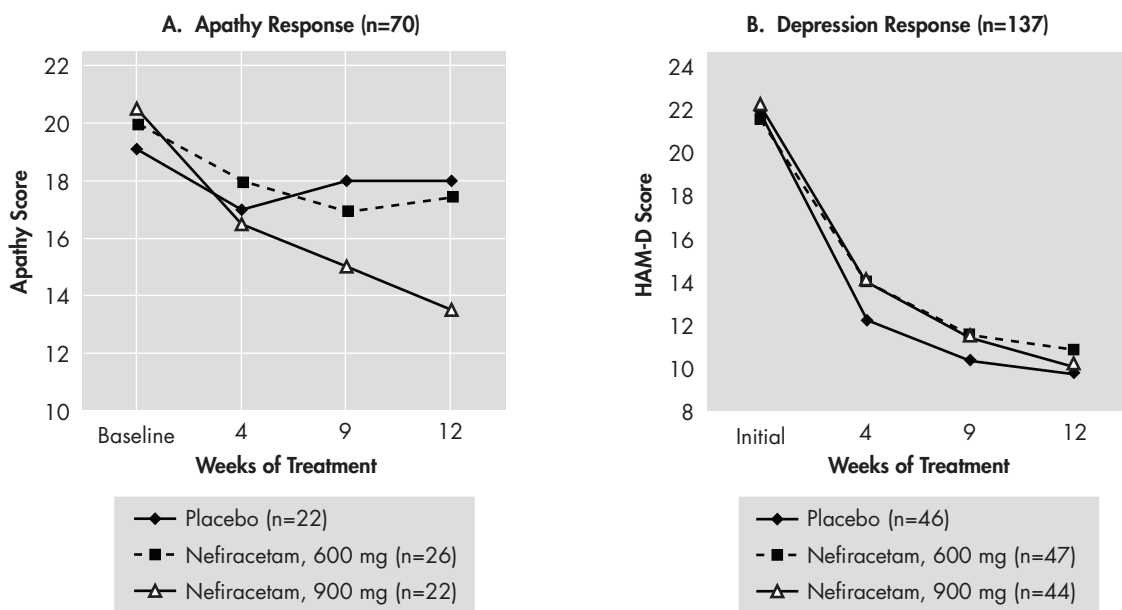 A. Apathy Response (n=70)
22
20
18
16
14
12
10
Apathy Score
Baseline
4
9
12
Weeks of Treatment
Placebo (n=22)
Nefiracetam, 600 mg (n=26)
Nefiracetam, 900 mg (n=22)
B. Depression Response (n=137)
24
22
20
18
16
14
12
10
8
HAM-D Score
Initial
4
9
12
Weeks of Treatment
Placebo (n=46)
Nefiracetam, 600 mg (n=47)
Nefiracetam, 900 mg (n=44)